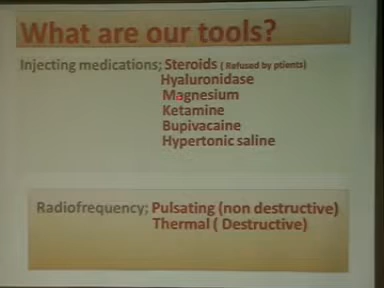 What are our tools?
Injecting medications; Steroids ( Refused by ptients)
Hyaluronidase
Magnesium
Ketamine
Bupivacaine
Hypertonic saline
Radiofrequency; Pulsating (non destructive)
Thermal ( Destructive)